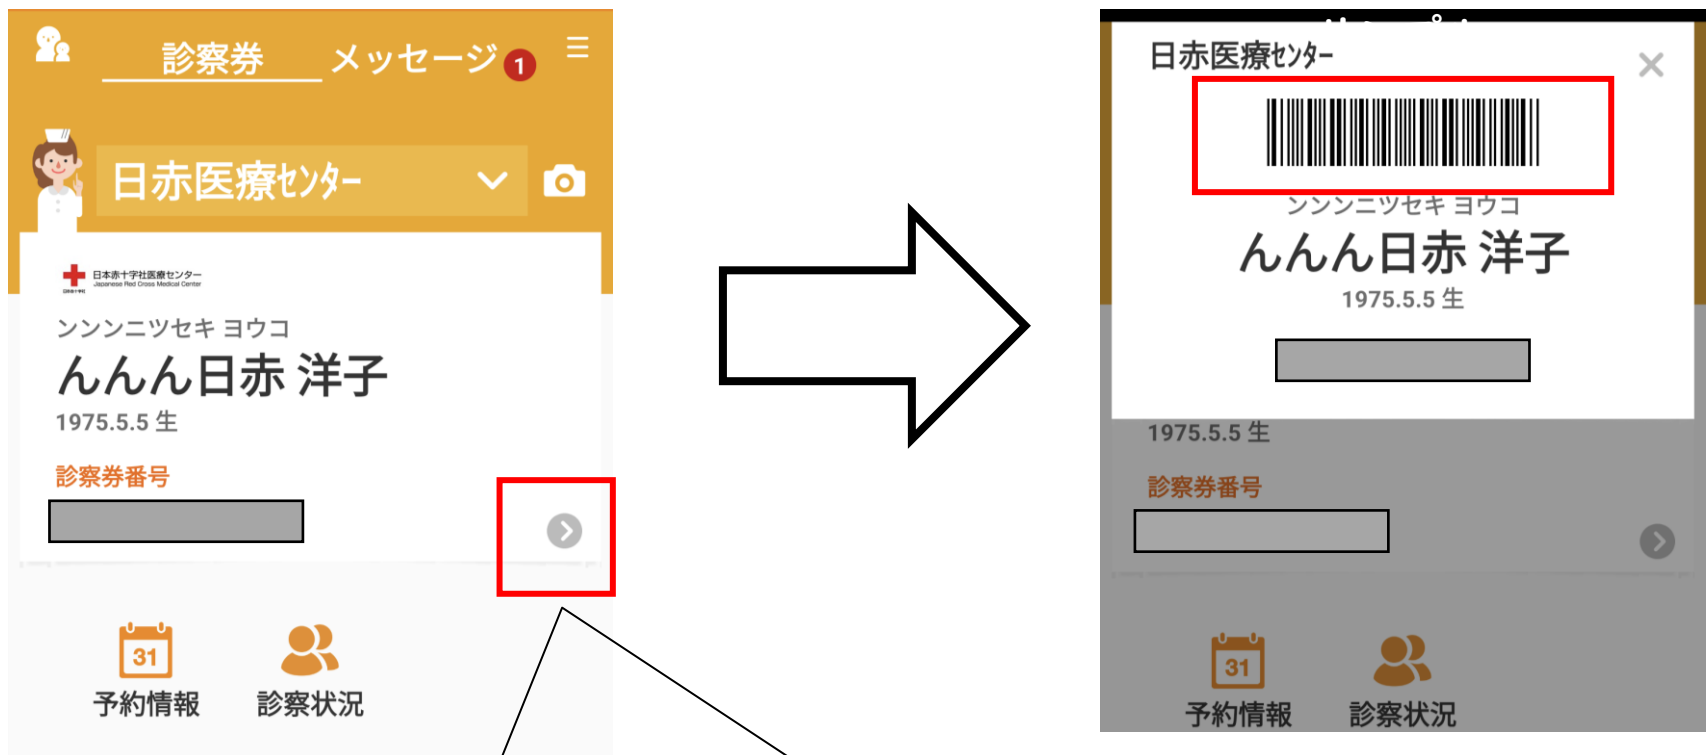 診察券
メッセージ 1
日赤医療ｾﾝﾀｰ
日本赤十字社医療センター
Japanese Red Cross Medical Center
ンンンニツセキ ヨウコ
んんん日赤 洋子
1975.5.5 生
診察券番号
31
予約情報
診察状況
日赤医療ｾﾝﾀｰ
ンンンニツセキ ヨウコ
んんん日赤 洋子
1975.5.5 生
1975.5.5 生
診察券番号
31
予約情報
診察状況